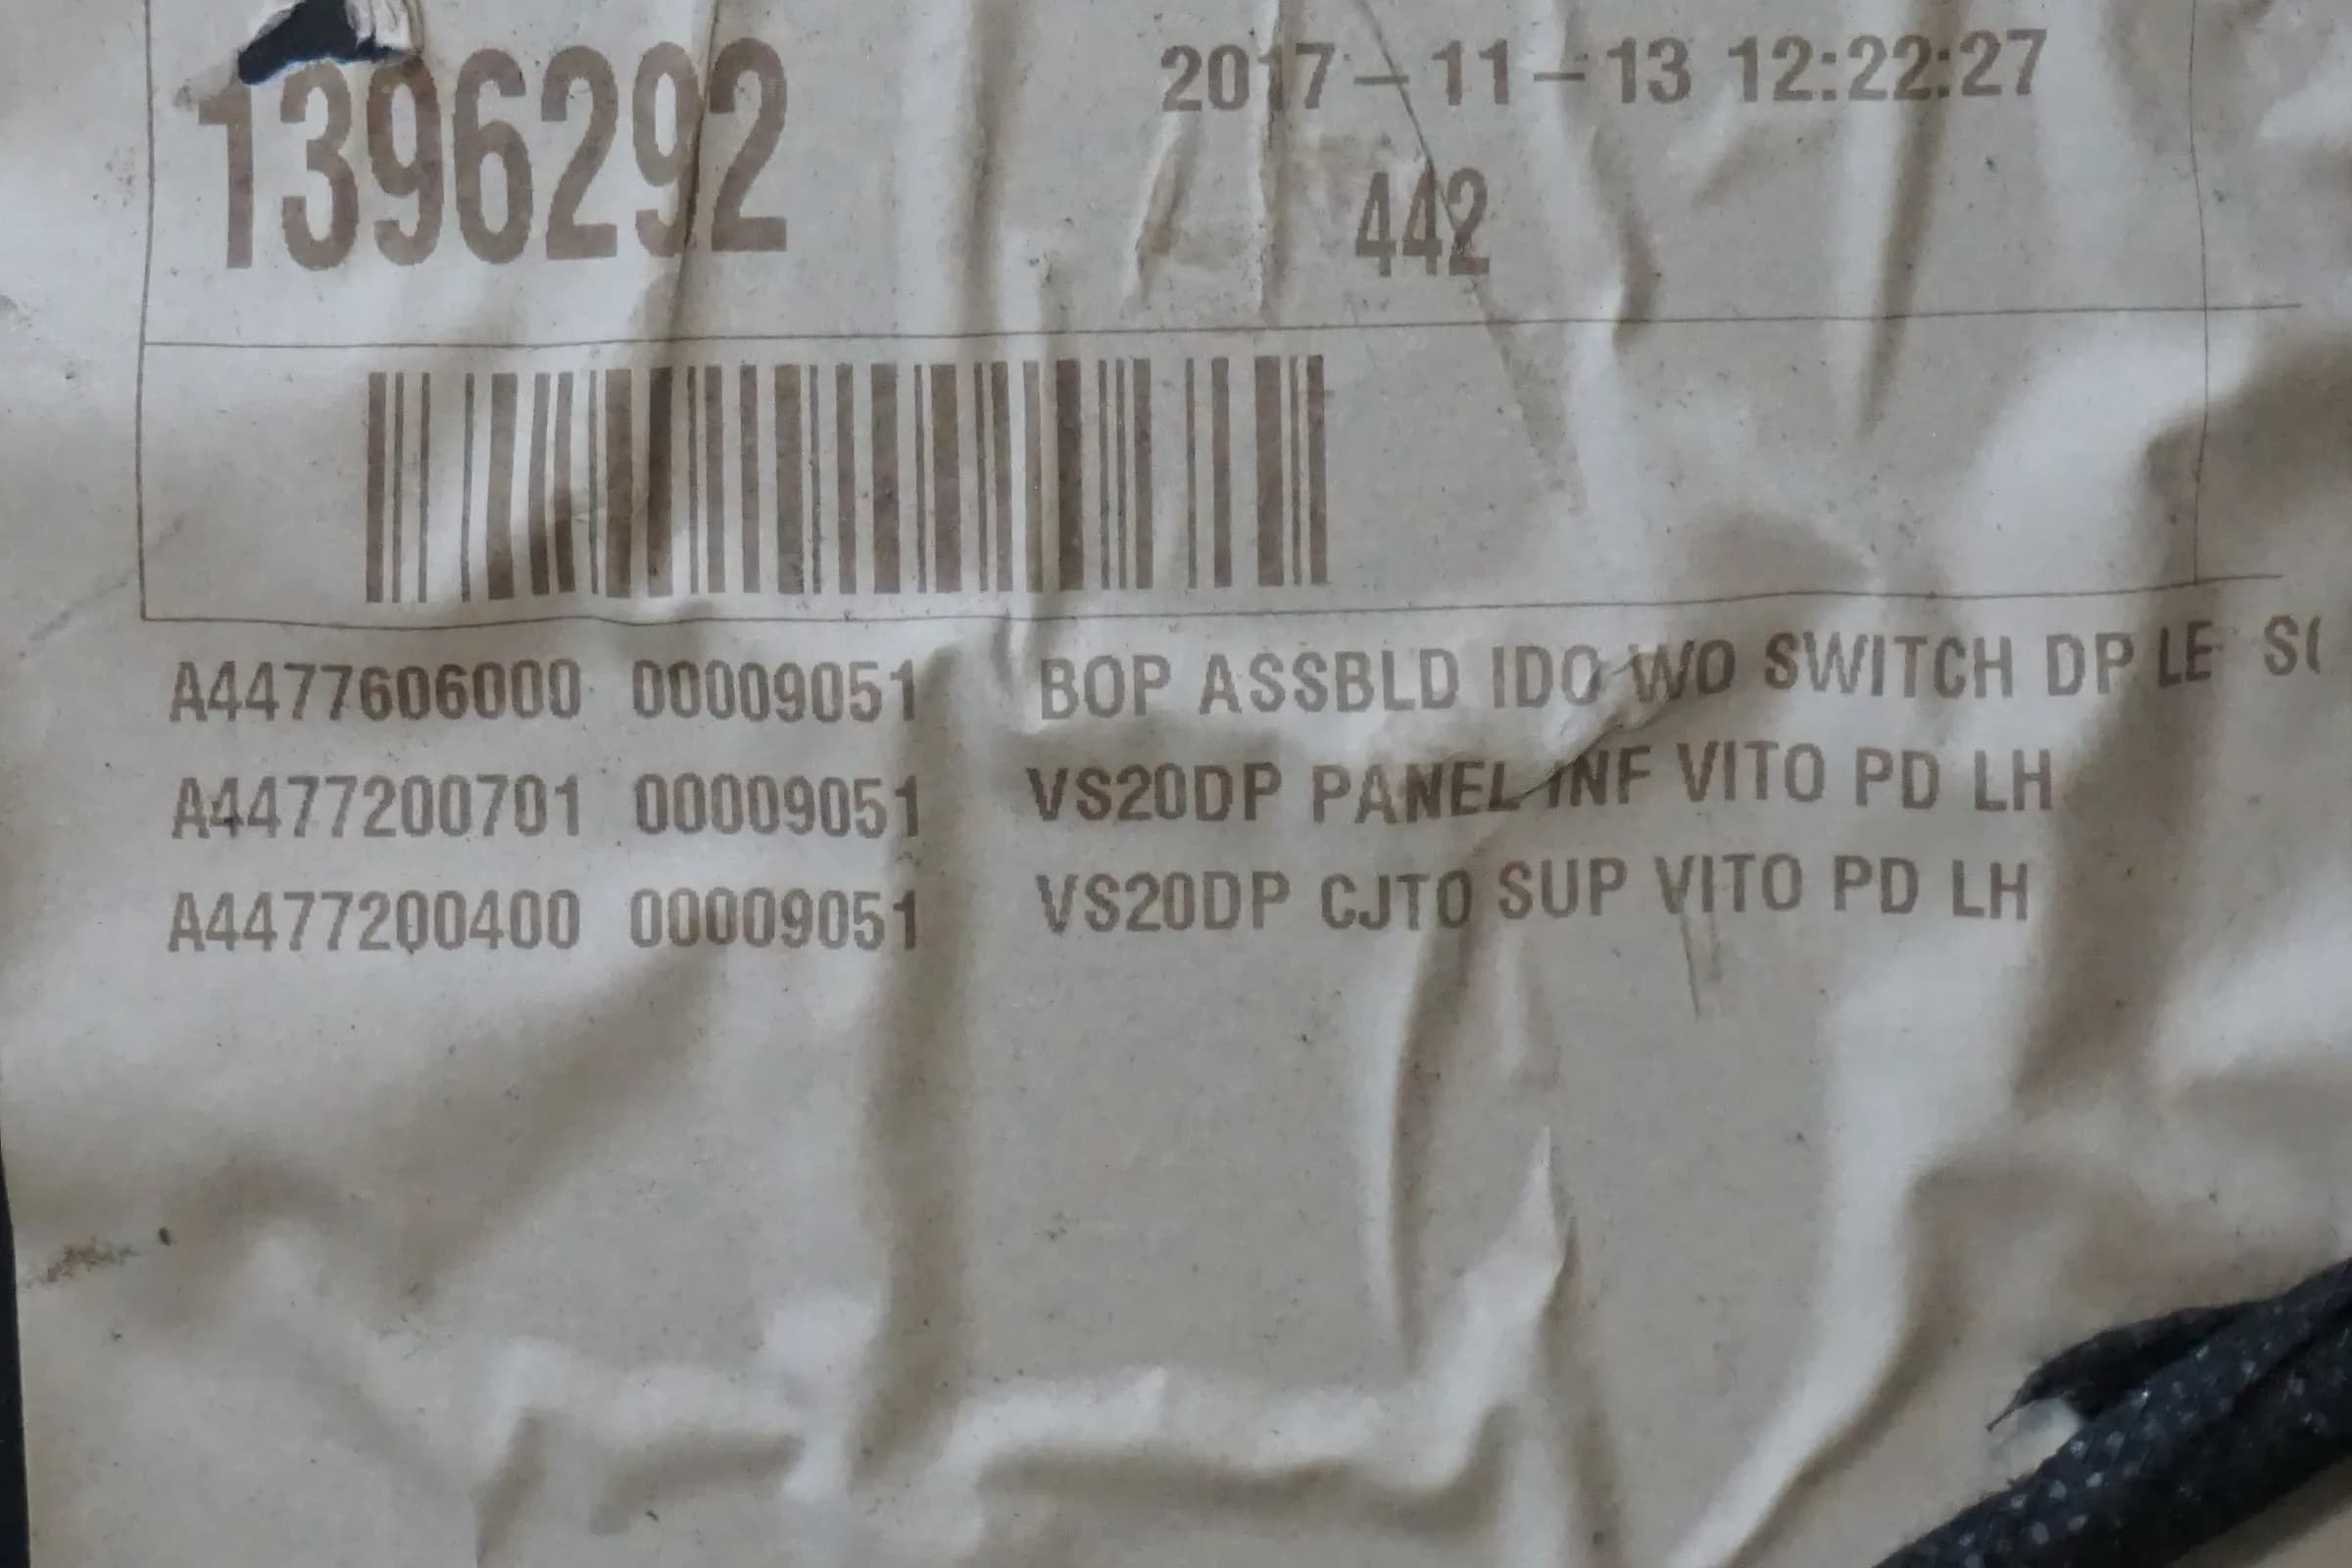 1396292 2017-11-13 12:22:27
442
A4477606000 00009051 BOP ASSBLD IDO WO SWITCH DP LE
A4477200701 00009051 VS20DP PANEL INF VITO PD LH
A4477200400 00009051 VS20DP CJTO SUP VITO PD LH